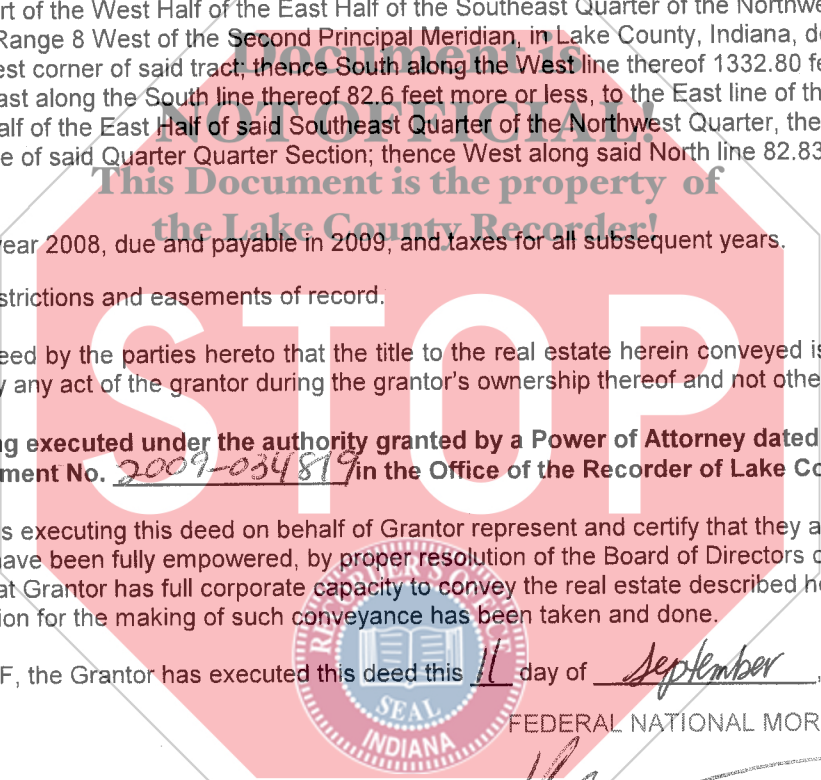 rt of the West Half of the East Half of the Southeast Quarter of the Northwe
Range 8 West of the Second Principal Meridian, in Lake County, Indiana, d
Document is
est corner of said tract; thence South along the West line thereof 1332.80 fe
ast along the South line thereof 82.6 feet more or less, to the East line of th
NOT OFFICIAL!
alf of the East Half of said Southeast Quarter of the Northwest Quarter, the
e of said Quarter Quarter Section; thence West along said North line 82.83
This Document is the property of
the Lake County Recorder!
ear 2008, due and payable in 2009, and taxes for all subsequent years.
strictions and easements of record.
STOP
eed by the parties hereto that the title to the real estate herein conveyed is
y any act of the grantor during the grantor's ownership thereof and not othe
g executed under the authority granted by a Power of Attorney dated
ment No. 2009-034819 in the Office of the Recorder of Lake Co
s executing this deed on behalf of Grantor represent and certify that they a
have been fully empowered, by proper resolution of the Board of Directors o
at Grantor has full corporate capacity to convey the real estate described he
ion for the making of such conveyance has been taken and done.
RECORDER'S OFFICE
SEAL
INDIANA
F, the Grantor has executed this deed this 11 day of September,
FEDERAL NATIONAL MOR